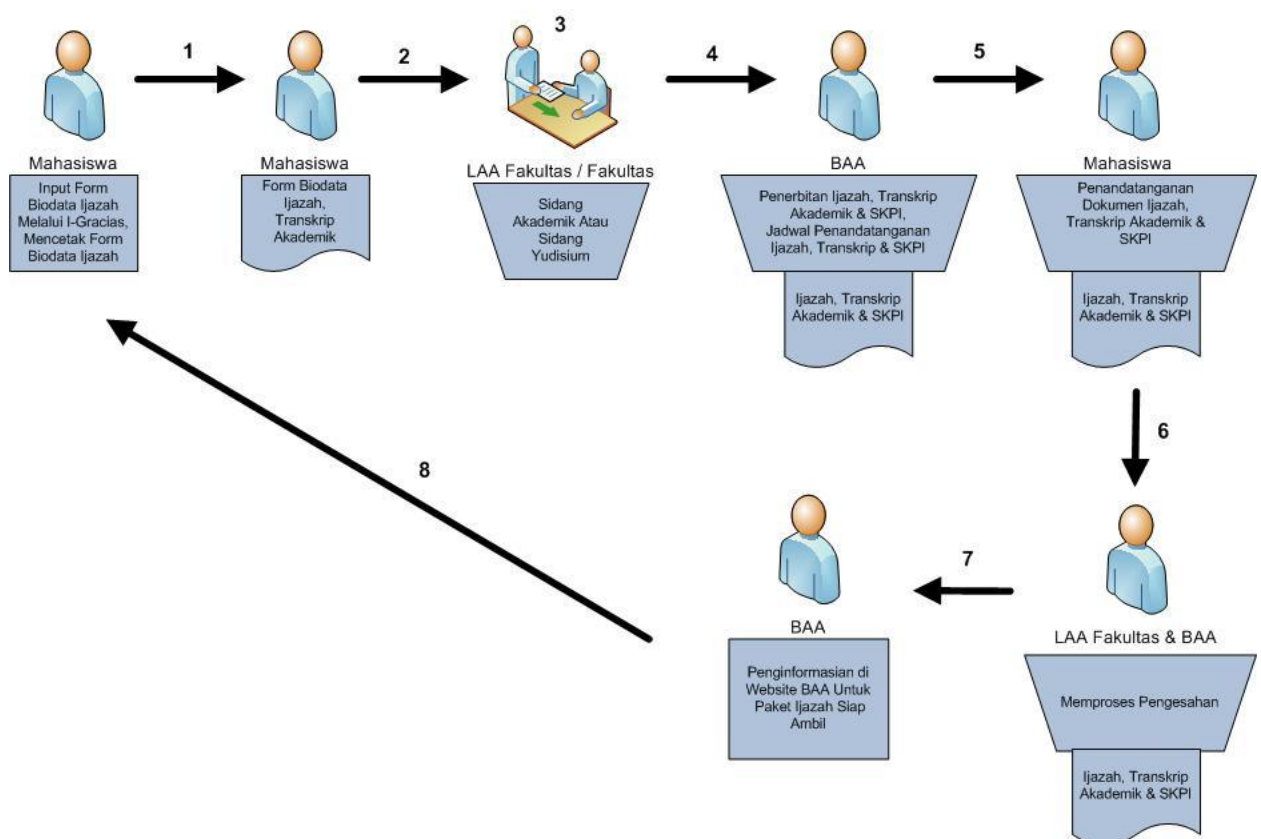 1
2
3
4
5
Mahasiswa
Input Form
Biodata Ijazah
Melalui I-Gracias,
Mencetak Form
Biodata Ijazah
Mahasiswa
Form Biodata
Ijazah,
Transkrip
Akademik
LAA Fakultas / Fakultas
Sidang
Akademik Atau
Sidang
Yudisium
BAA
Penerbitan Ijazah, Transkrip
Akademik & SKPI,
Jadwal Penandatanganan
Ijazah, Transkrip & SKPI
Ijazah, Transkrip
Akademik & SKPI
Mahasiswa
Penandatanganan
Dokumen Ijazah,
Transkrip Akademik &
SKPI
Ijazah, Transkrip
Akademik & SKPI
6
LAA Fakultas & BAA
Memproses Pengesahan
Ijazah, Transkrip
Akademik & SKPI
7
BAA
Penginformasian di
Website BAA Untuk
Paket Ijazah Siap
Ambil
8